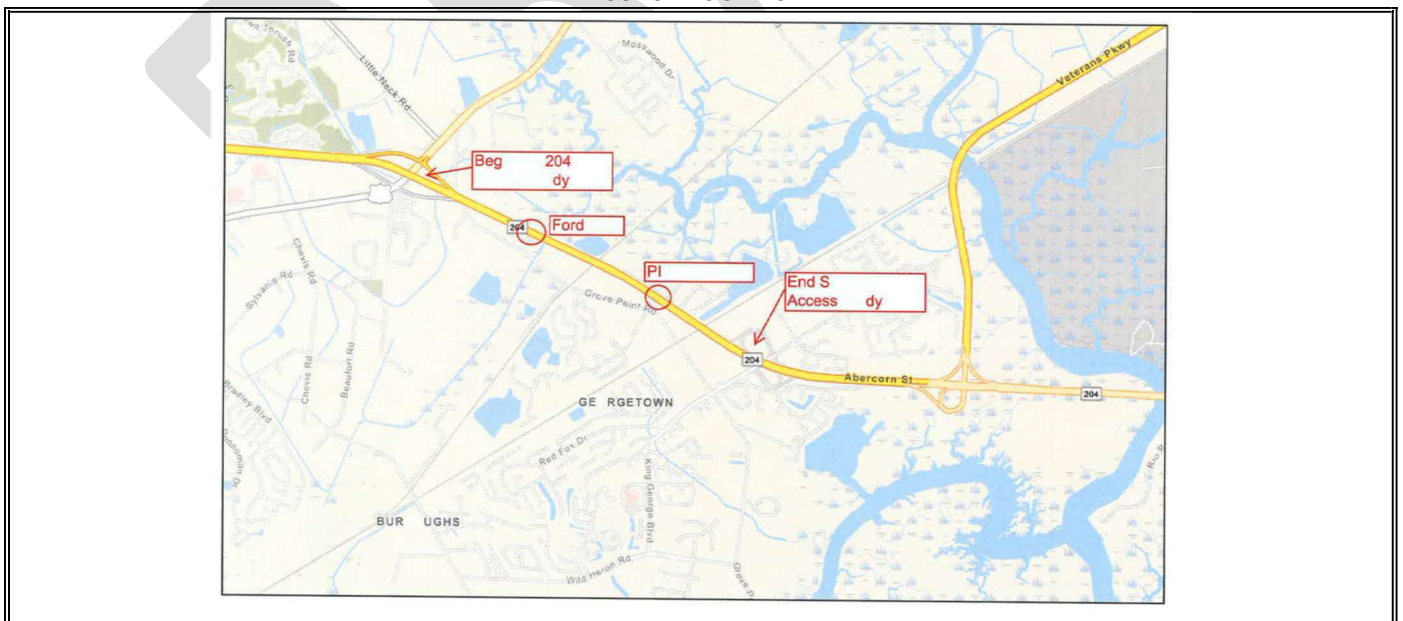 Little Neck Rd
Mosswood Dr
Veterans Pkwy
Beg 204
dy
204
Ford
Chevis Rd
PI
End S
Access dy
Sylvania Rd
Grove Point Rd
204
Abercorn St
204
Chevis Rd
Beaufort Rd
Bradley Blvd
GE RGETOWN
Red Fox Dr
King George Blvd
BUR UGHS
Wild Heron Rd